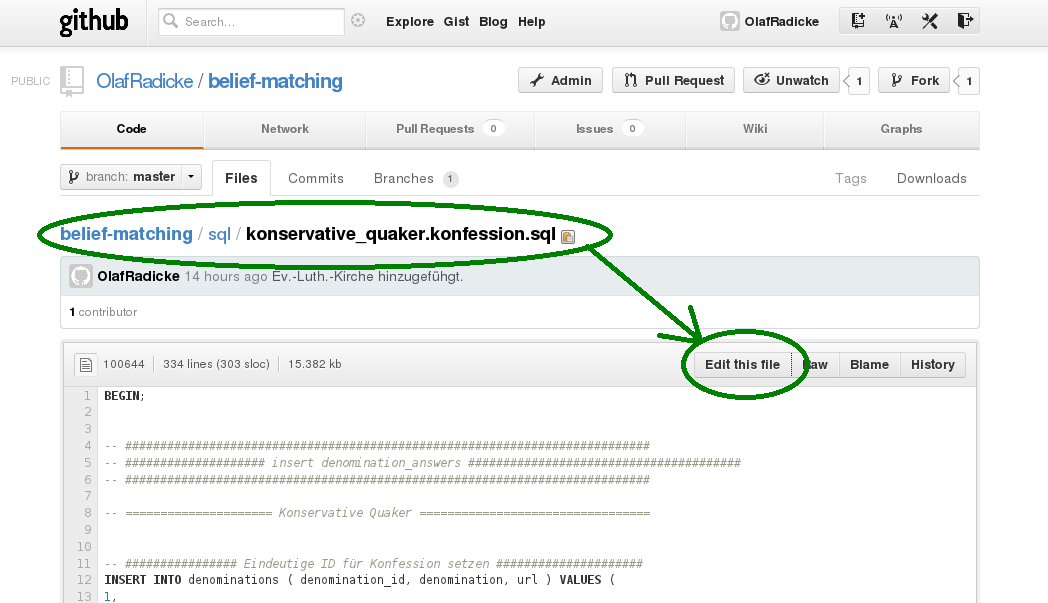 github Search... Explore Gist Blog Help OlafRadicke
PUBLIC OlafRadicke / belief-matching Admin Pull Request Unwatch 1 Fork 1
Code Network Pull Requests 0 Issues 0 Wiki Graphs
branch: master Files Commits Branches 1 Tags Downloads
belief-matching / sql / konservative_quaker.konfession.sql
OlafRadicke 14 hours ago Ev.-Luth.-Kirche hinzugefühgt.
1 contributor
100644 334 lines (303 sloc) 15.382 kb Edit this file Raw Blame History
1 BEGIN;
2
3
4 -- ###########################################################################
5 -- #################### insert denomination_answers #######################################
6 -- ###########################################################################
7
8 -- ===================== Konservative Quaker =================================
9
10
11 -- ################ Eindeutige ID für Konfession setzen #####################
12 INSERT INTO denominations ( denomination_id, denomination, url ) VALUES (
13 1,